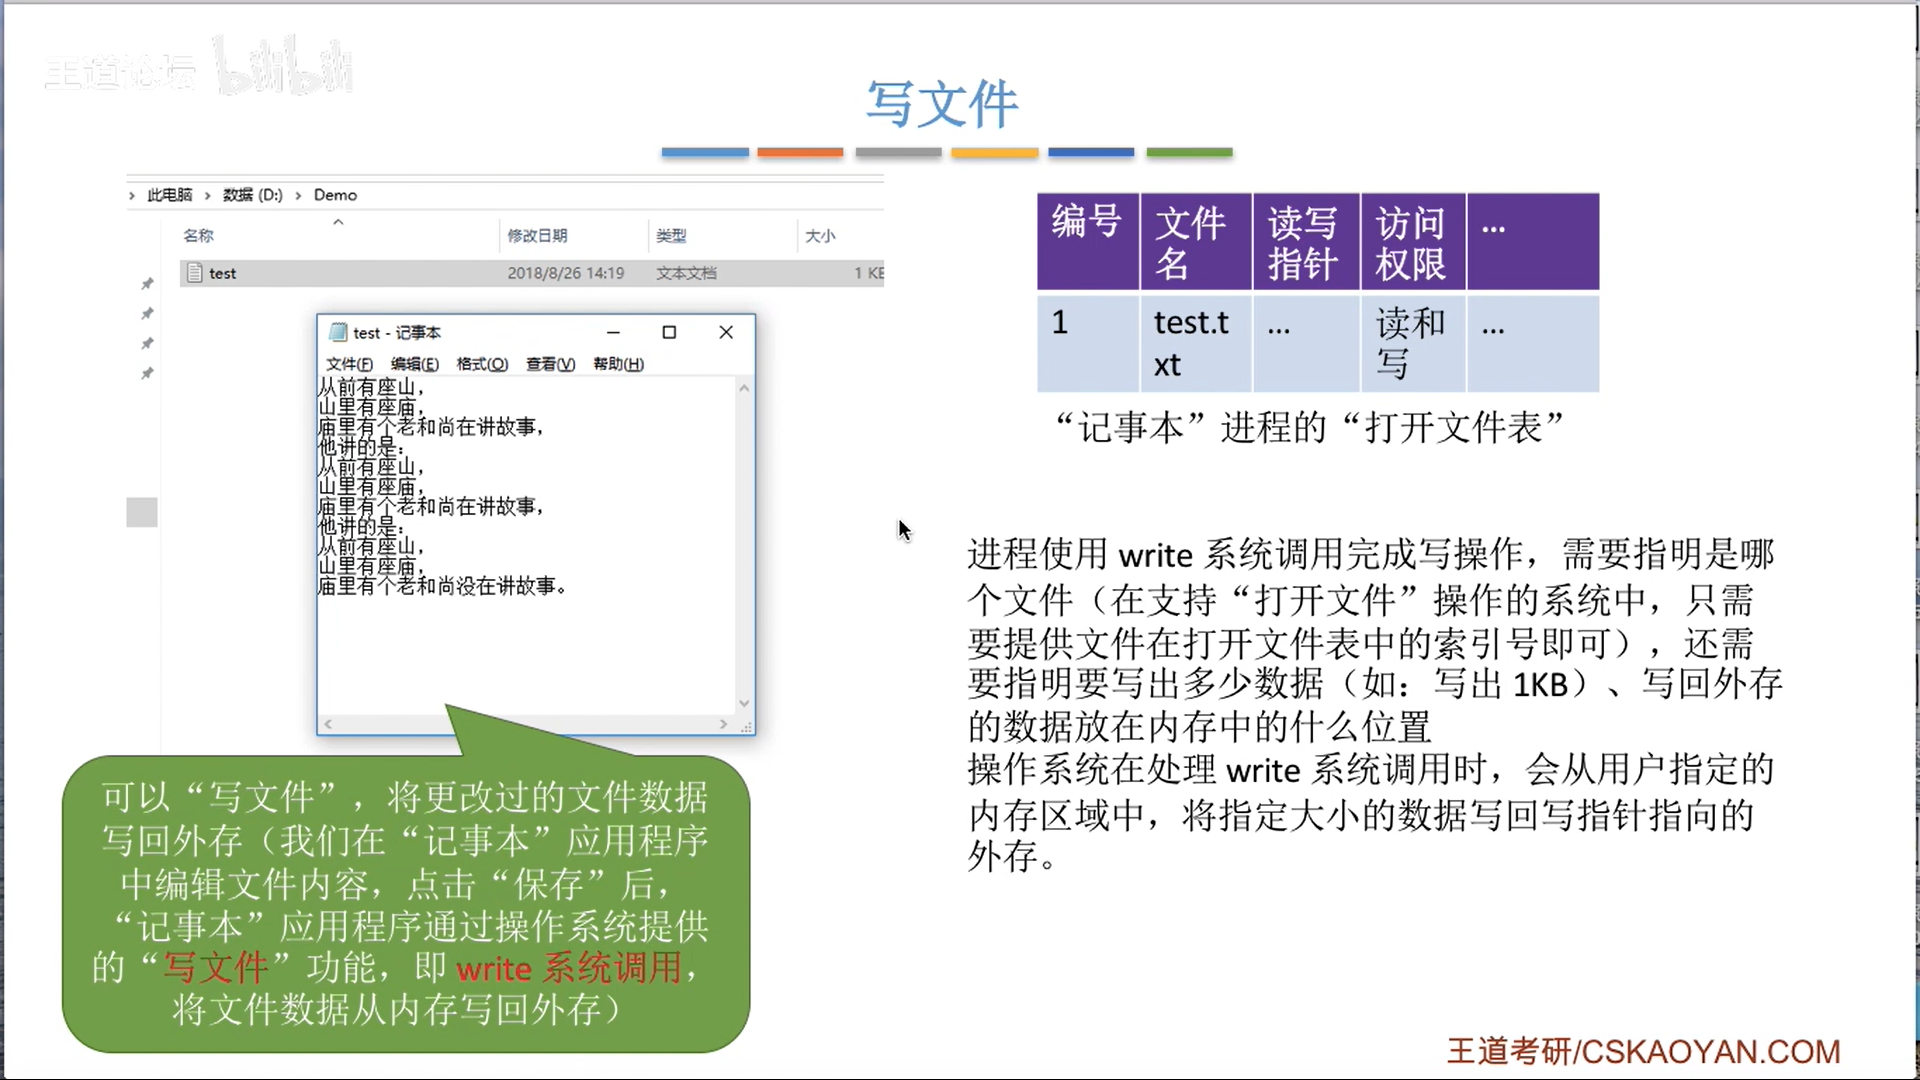 王道论坛 bilibili
写文件
此电脑 > 数据 (D:) > Demo
名称 修改日期 类型 大小
test 2018/8/26 14:19 文本文档 1 KE
test - 记事本
文件(F) 编辑(E) 格式(O) 查看(V) 帮助(H)
从前有座山，
山里有座庙，
庙里有个老和尚在讲故事，
他讲的是：
从前有座山，
山里有座庙，
庙里有个老和尚在讲故事，
他讲的是：
从前有座山，
山里有座庙，
庙里有个老和尚没在讲故事。
可以“写文件”，将更改过的文件数据
写回外存（我们在“记事本”应用程序
中编辑文件内容，点击“保存”后，
“记事本”应用程序通过操作系统提供
的“写文件”功能，即 write 系统调用，
将文件数据从内存写回外存）
编号 文件 读写 访问 ...
名 指针 权限
1 test.t ... 读和 ...
xt 写
“记事本”进程的“打开文件表”
进程使用 write 系统调用完成写操作，需要指明是哪
个文件（在支持“打开文件”操作的系统中，只需
要提供文件在打开文件表中的索引号即可），还需
要指明要写出多少数据（如：写出 1KB）、写回外存
的数据放在内存中的什么位置
操作系统在处理 write 系统调用时，会从用户指定的
内存区域中，将指定大小的数据写回写指针指向的
外存。
王道考研/CSKAOYAN.COM